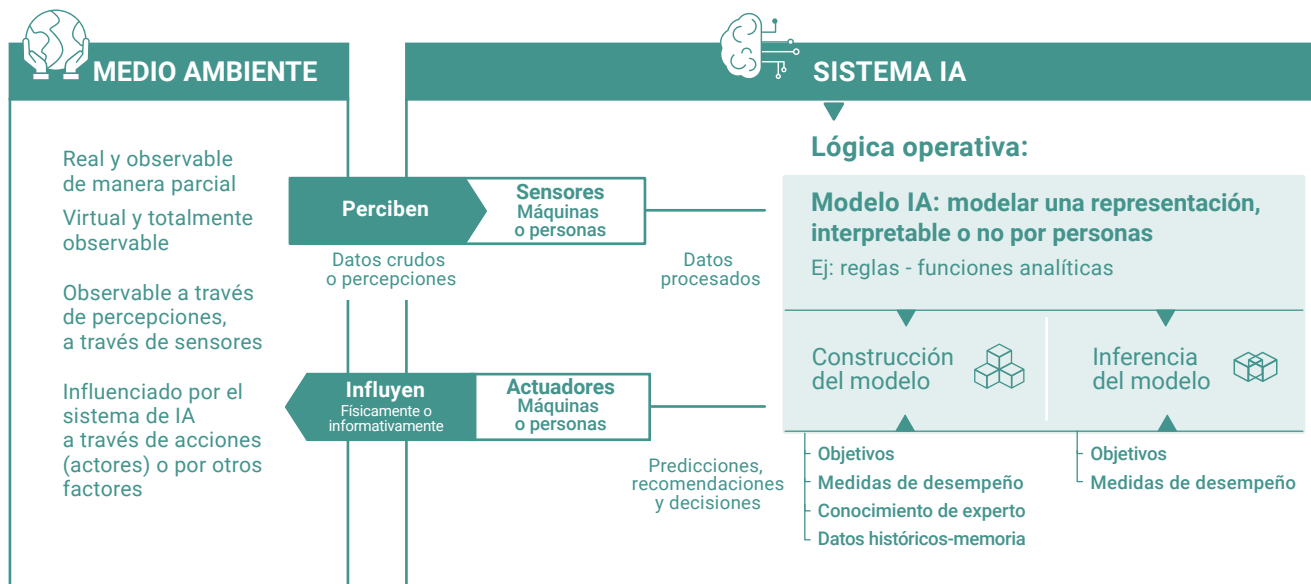 MEDIO AMBIENTE
Real y observable
de manera parcial
Virtual y totalmente
observable
Observable a través
de percepciones,
a través de sensores
Influenciado por el
sistema de IA
a través de acciones
(actores) o por otros
factores
Perciben
Datos crudos
o percepciones
Sensores
Máquinas
o personas
Datos
procesados
Influyen
Físicamente o
informativamente
Actuadores
Máquinas
o personas
Predicciones,
recomendaciones
y decisiones
SISTEMA IA
Lógica operativa:
Modelo IA: modelar una representación,
interpretable o no por personas
Ej: reglas - funciones analíticas
Construcción
del modelo
Objetivos
Medidas de desempeño
Conocimiento de experto
Datos históricos-memoria
Inferencia
del modelo
Objetivos
Medidas de desempeño